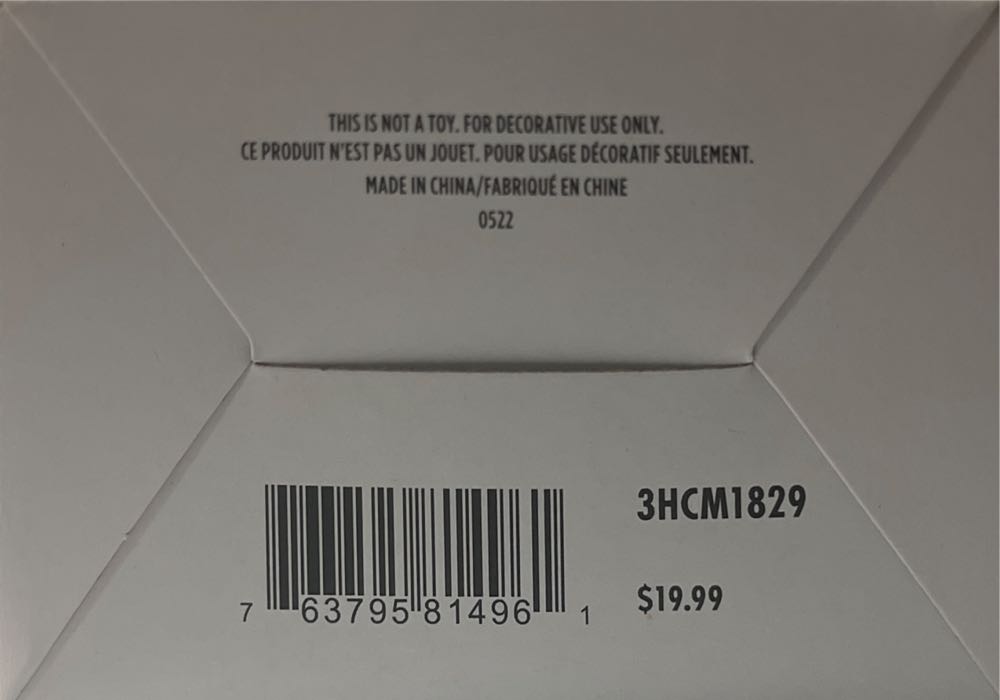 THIS IS NOT A TOY. FOR DECORATIVE USE ONLY.
CE PRODUIT N'EST PAS UN JOUET. POUR USAGE DÉCORATIF SEULEMENT.
MADE IN CHINA/FABRIQUÉ EN CHINE
0522
3HCM1829
$19.99
7 63795 81496 1